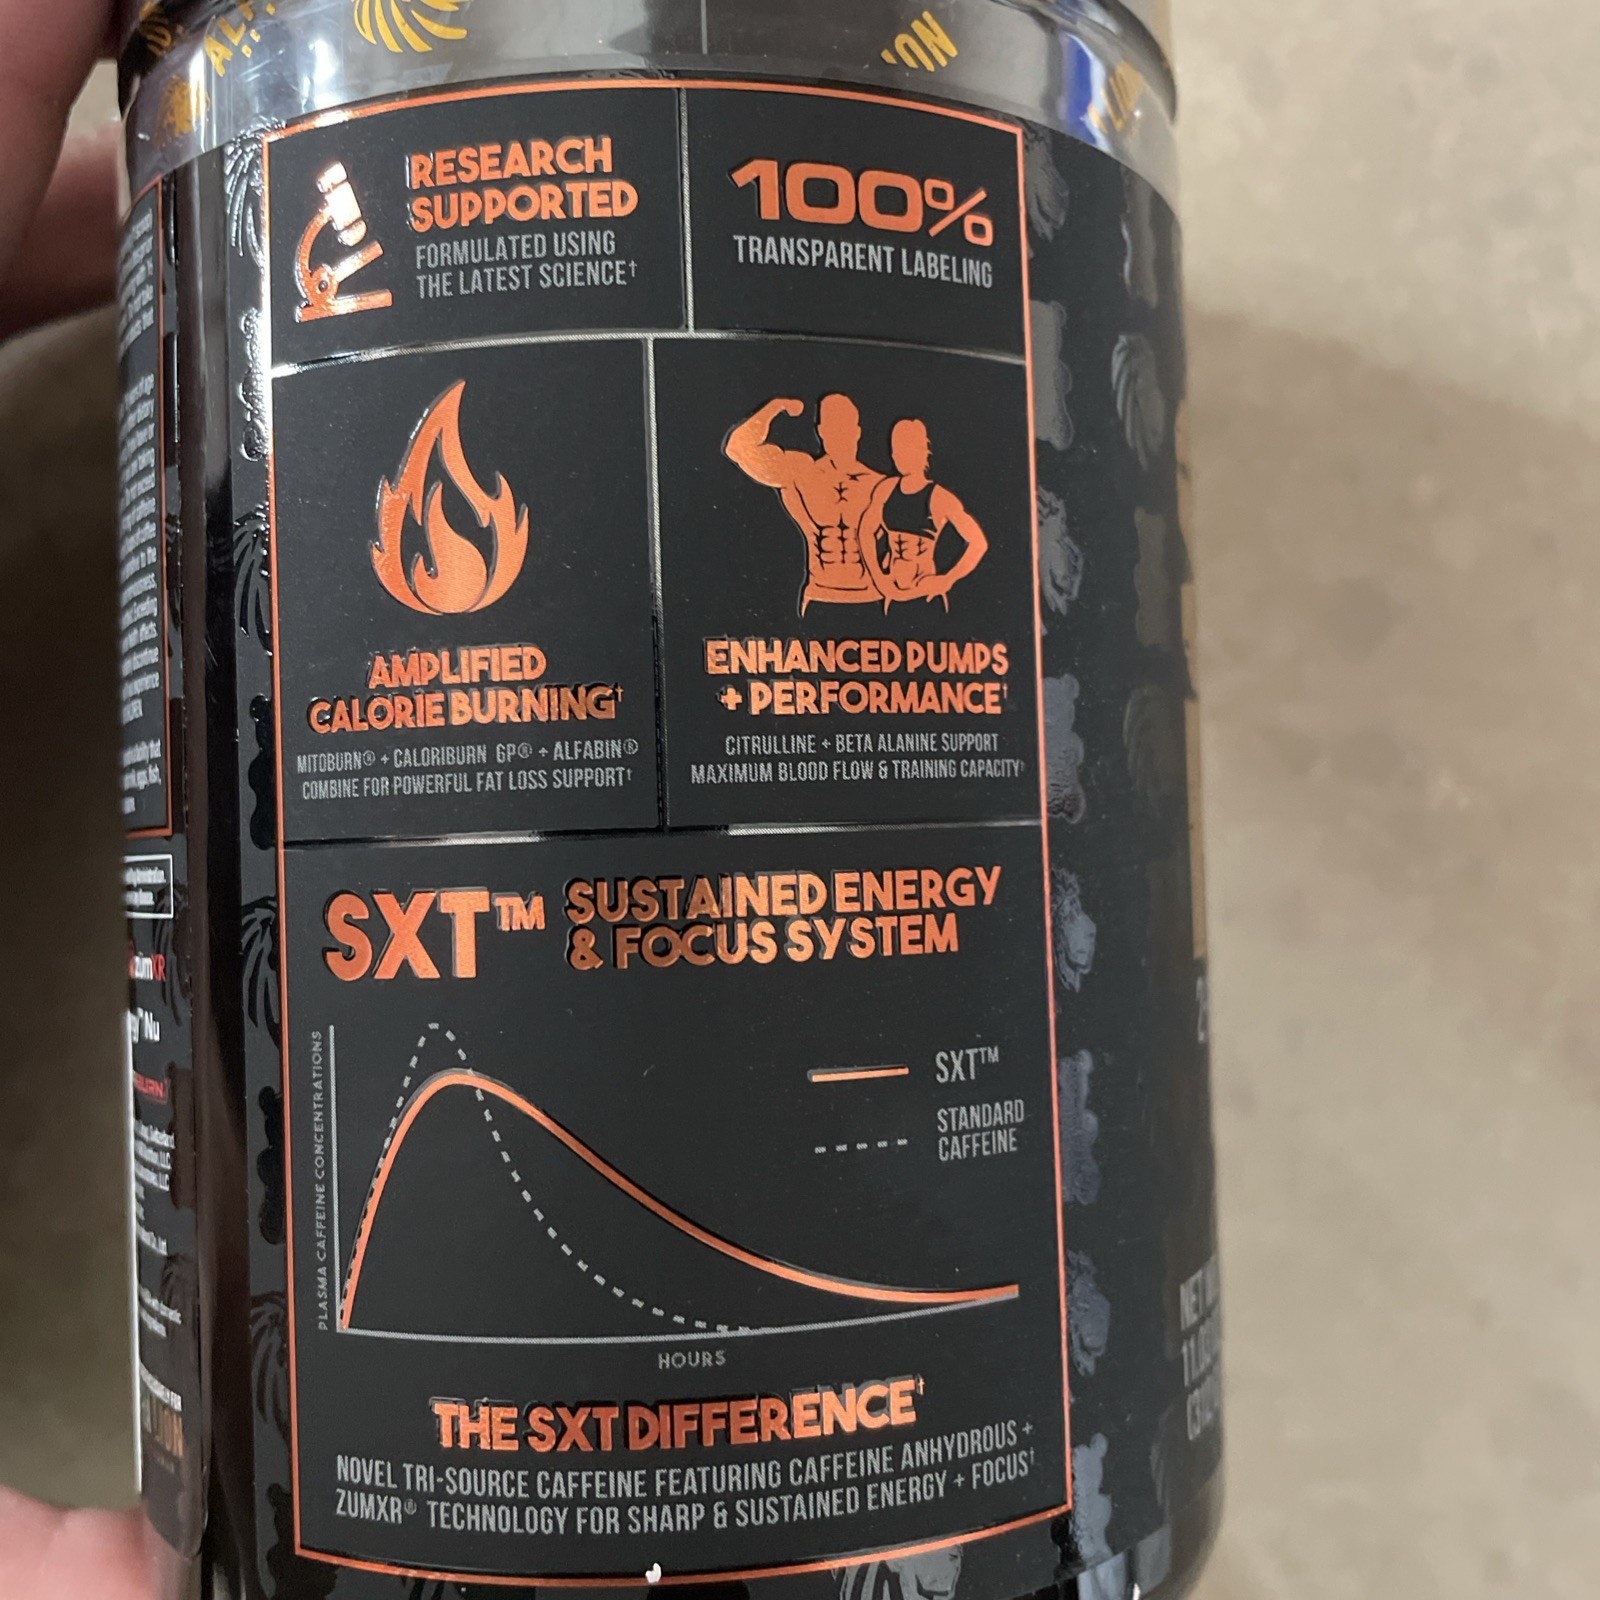 RESEARCH
SUPPORTED
FORMULATED USING
THE LATEST SCIENCE†
100%
TRANSPARENT LABELING
AMPLIFIED
CALORIE BURNING†
MITOBURN® + CALORIBURN GP® + ALFABIN®
COMBINE FOR POWERFUL FAT LOSS SUPPORT†
ENHANCED PUMPS
+ PERFORMANCE†
CITRULLINE + BETA ALANINE SUPPORT
MAXIMUM BLOOD FLOW & TRAINING CAPACITY†
SXT™ SUSTAINED ENERGY
& FOCUS SYSTEM
PLASMA CAFFEINE CONCENTRATIONS
SXT™
STANDARD
CAFFEINE
HOURS
THE SXT DIFFERENCE†
NOVEL TRI-SOURCE CAFFEINE FEATURING CAFFEINE ANHYDROUS +
ZUMXR® TECHNOLOGY FOR SHARP & SUSTAINED ENERGY + FOCUS†